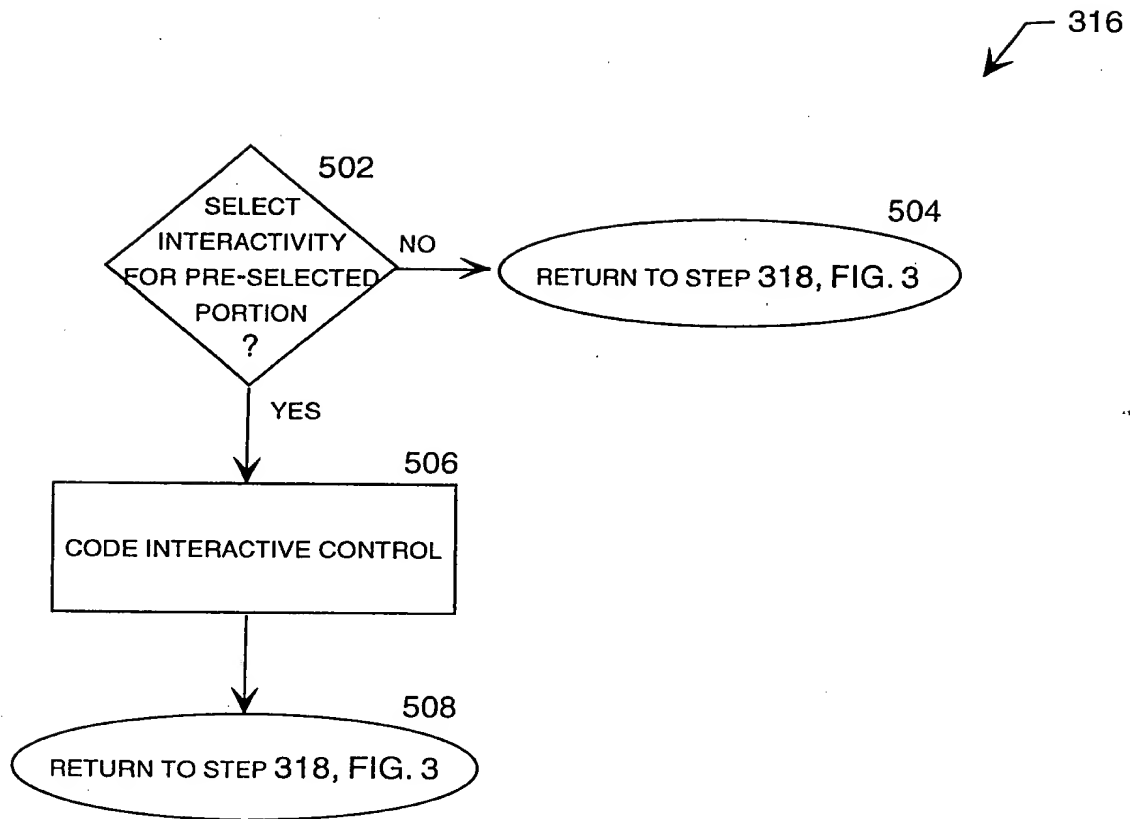 316
502
SELECT
INTERACTIVITY
FOR PRE-SELECTED
PORTION
?
NO
504
RETURN TO STEP 318, FIG. 3
YES
506
CODE INTERACTIVE CONTROL
508
RETURN TO STEP 318, FIG. 3